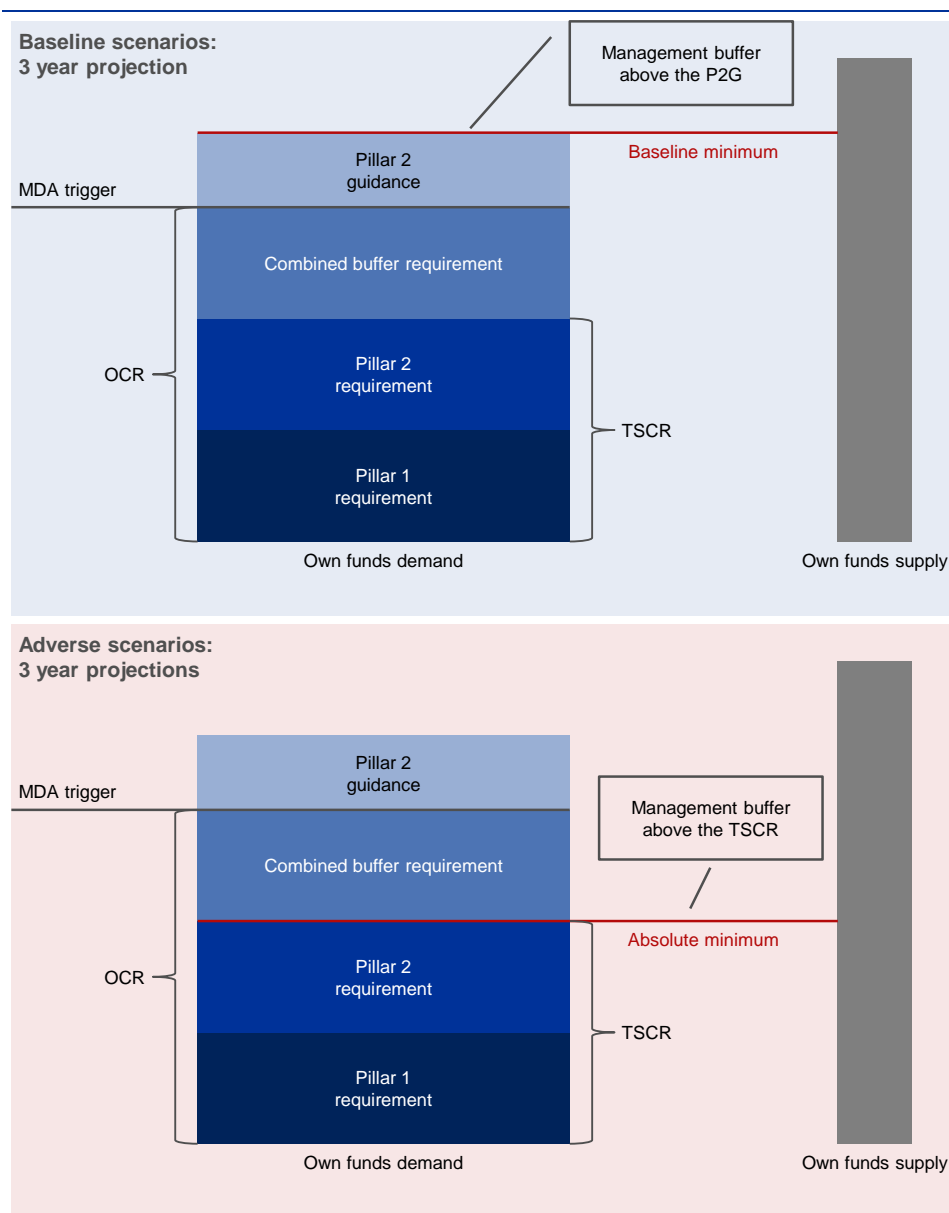 Baseline scenarios:
3 year projection
Management buffer
above the P2G
Pillar 2
guidance
Baseline minimum
MDA trigger
Combined buffer requirement
Pillar 2
requirement
OCR
TSCR
Pillar 1
requirement
Own funds demand
Own funds supply
Adverse scenarios:
3 year projections
Pillar 2
guidance
MDA trigger
Management buffer
above the TSCR
Combined buffer requirement
Absolute minimum
Pillar 2
requirement
OCR
TSCR
Pillar 1
requirement
Own funds demand
Own funds supply